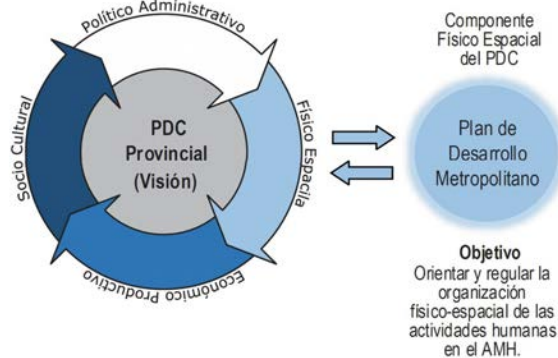 Político Administrativo
Socio Cultural
PDC
Provincial
(Visión)
Físico Espacila
Económico Productivo
Componente
Físico Espacial
del PDC
Plan de
Desarrollo
Metropolitano
Objetivo
Orientar y regular la
organización
físico-espacial de las
actividades humanas
en el AMH.